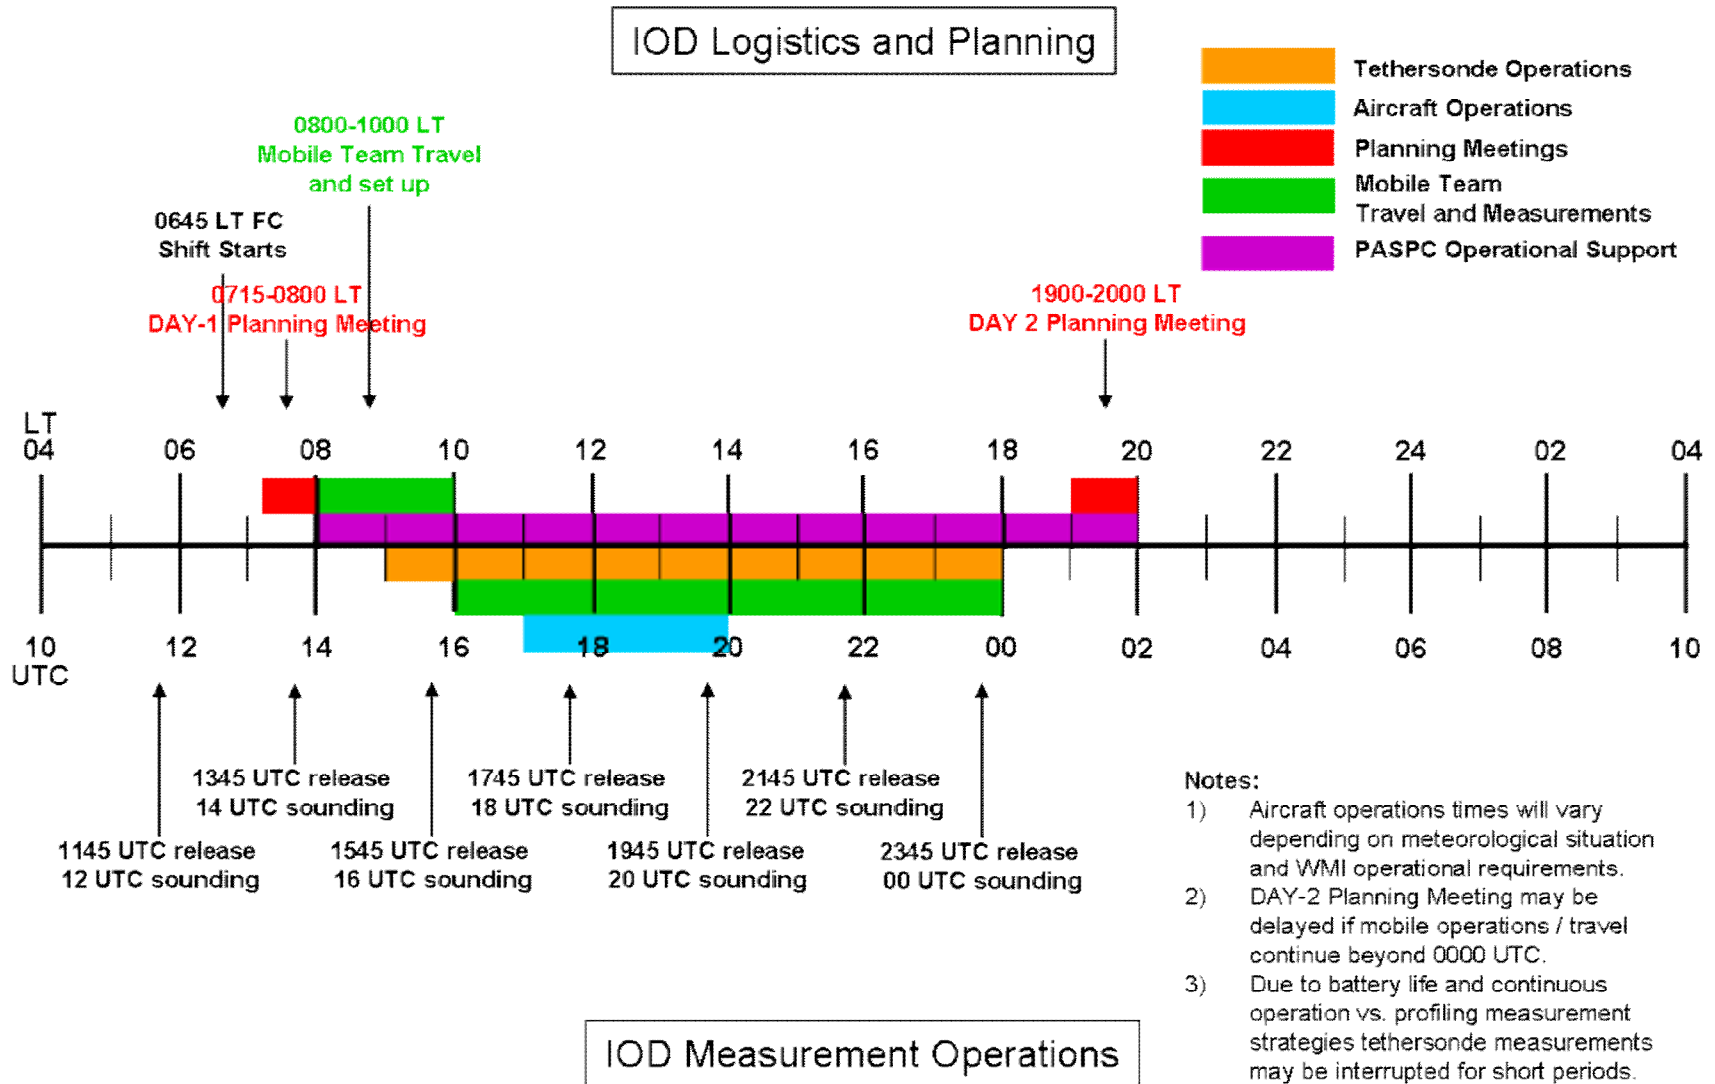 IOD Logistics and Planning
Tethersonde Operations
Aircraft Operations
Planning Meetings
Mobile Team
Travel and Measurements
PASPC Operational Support
0800-1000 LT
Mobile Team Travel
and set up
0645 LT FC
Shift Starts
0715-0800 LT
DAY-1 Planning Meeting
1900-2000 LT
DAY 2 Planning Meeting
LT
04 06 08 10 12 14 16 18 20 22 24 02 04
10 12 14 16 18 20 22 00 02 04 06 08 10
UTC
1345 UTC release
14 UTC sounding
1745 UTC release
18 UTC sounding
2145 UTC release
22 UTC sounding
1145 UTC release
12 UTC sounding
1545 UTC release
16 UTC sounding
1945 UTC release
20 UTC sounding
2345 UTC release
00 UTC sounding
Notes:
1) Aircraft operations times will vary
depending on meteorological situation
and WMI operational requirements.
2) DAY-2 Planning Meeting may be
delayed if mobile operations / travel
continue beyond 0000 UTC.
3) Due to battery life and continuous
operation vs. profiling measurement
strategies tethersonde measurements
may be interrupted for short periods.
IOD Measurement Operations